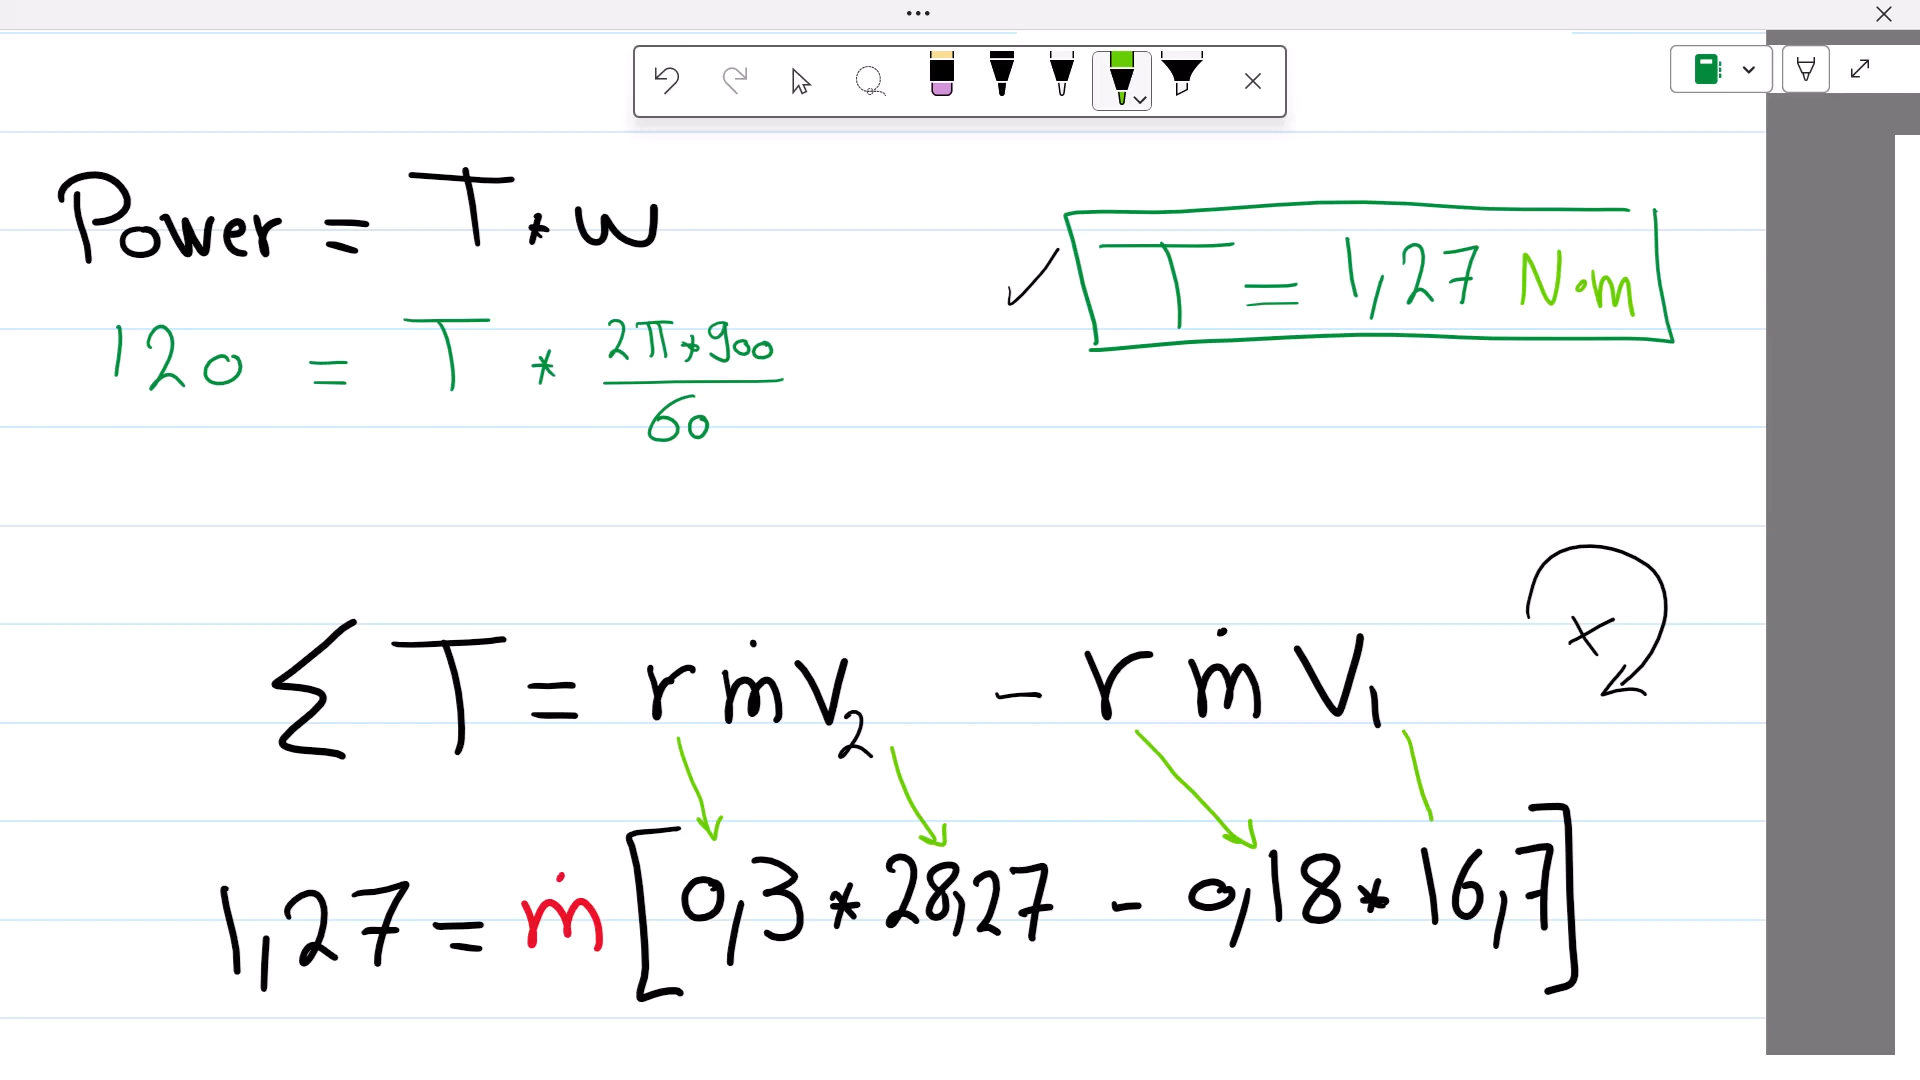 Power = T * ω
T = 1,27 N·m
120 = T * 2π*900 / 60
Σ T = r ṁ V₂ - r ṁ V₁
+
1,27 = ṁ [0,3 * 28,27 - 0,18 * 16,7]